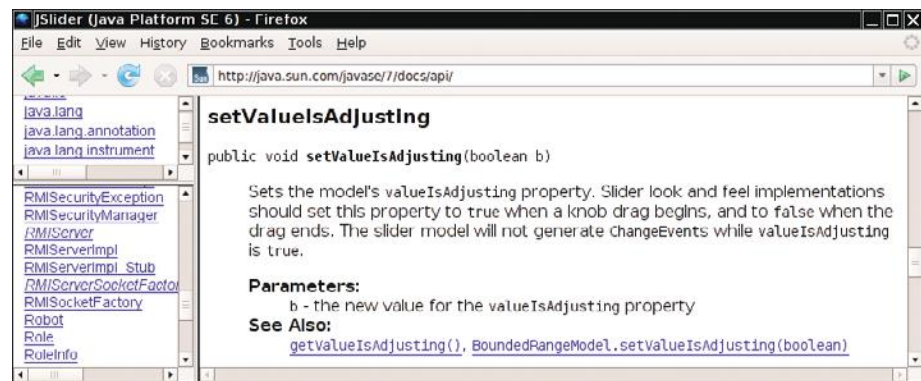 JSlider (Java Platform SE 6) - Firefox
File Edit View History Bookmarks Tools Help
http://java.sun.com/javase/7/docs/api/
java.lang
java.lang.annotation
java.lang.instrument
RMISecurityException
RMISecurityManager
RMIServer
RMIServerImpl
RMIServerImpl_Stub
RMIServerSocketFactor
RMISocketFactory
Robot
Role
RoleInfo
setValueIsAdjusting
public void setValueIsAdjusting(boolean b)
Sets the model's valueIsAdjusting property. Slider look and feel implementations
should set this property to true when a knob drag begins, and to false when the
drag ends. The slider model will not generate ChangeEvents while valueIsAdjusting
is true.
Parameters:
b - the new value for the valueIsAdjusting property
See Also:
getValueIsAdjusting(), BoundedRangeModel.setValueIsAdjusting(boolean)